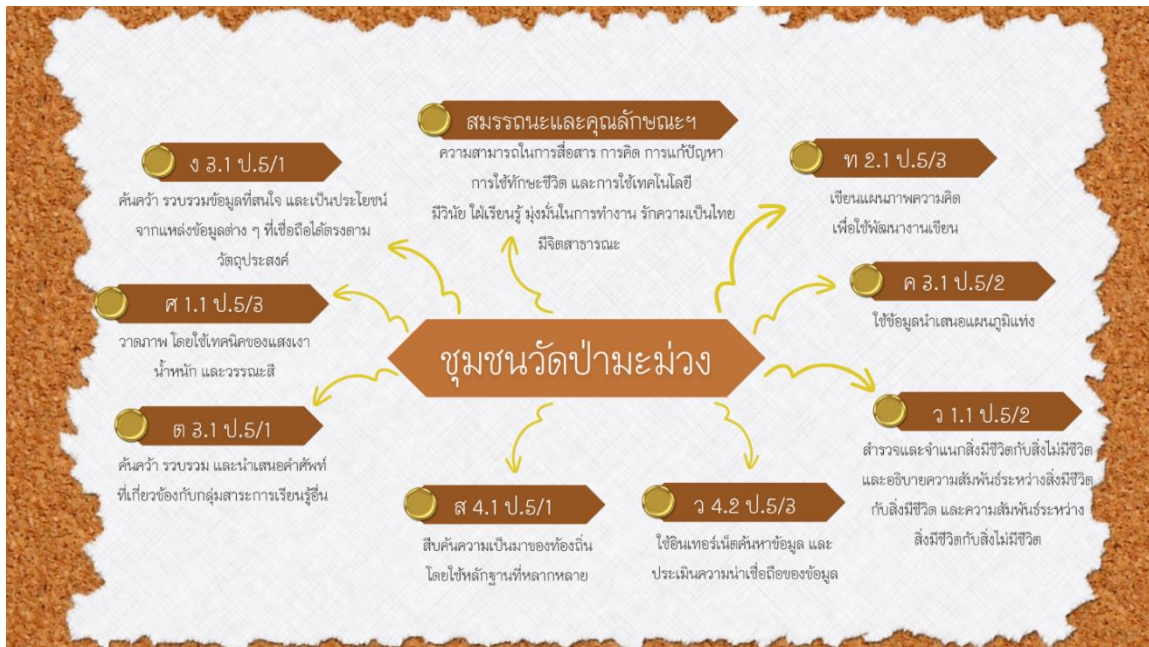 สมรรถนะและคุณลักษณะฯ
ความสามารถในการสื่อสาร การคิด การแก้ปัญหา
การใช้ทักษะชีวิต และการใช้เทคโนโลยี
มีวินัย ใฝ่เรียนรู้ มุ่งมั่นในการทำงาน รักความเป็นไทย
มีจิตสาธารณะ
ง 3.1 ป.5/1
ค้นคว้า รวบรวมข้อมูลที่สนใจ และเป็นประโยชน์
จากแหล่งข้อมูลต่าง ๆ ที่เชื่อถือได้ตรงตาม
วัตถุประสงค์
ท 2.1 ป.5/3
เขียนแผนภาพความคิด
เพื่อใช้พัฒนางานเขียน
ศ 1.1 ป.5/3
วาดภาพ โดยใช้เทคนิคของแสงเงา
น้ำหนัก และวรรณะสี
ค 3.1 ป.5/2
ใช้ข้อมูลนำเสนอแผนภูมิแท่ง
ชุมชนวัดป่ามะม่วง
ต 3.1 ป.5/1
ค้นคว้า รวบรวม และนำเสนอคำศัพท์
ที่เกี่ยวข้องกับกลุ่มสาระการเรียนรู้อื่น
ว 1.1 ป.5/2
สำรวจและจำแนกสิ่งมีชีวิตกับสิ่งไม่มีชีวิต
และอธิบายความสัมพันธ์ระหว่างสิ่งมีชีวิต
กับสิ่งมีชีวิต และความสัมพันธ์ระหว่าง
สิ่งมีชีวิตกับสิ่งไม่มีชีวิต
ส 4.1 ป.5/1
สืบค้นความเป็นมาของท้องถิ่น
โดยใช้หลักฐานที่หลากหลาย
ว 4.2 ป.5/3
ใช้อินเทอร์เน็ตค้นหาข้อมูล และ
ประเมินความน่าเชื่อถือของข้อมูล